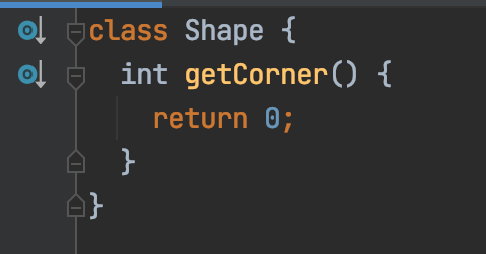 class Shape {
  int getCorner() {
    return 0;
  }
}